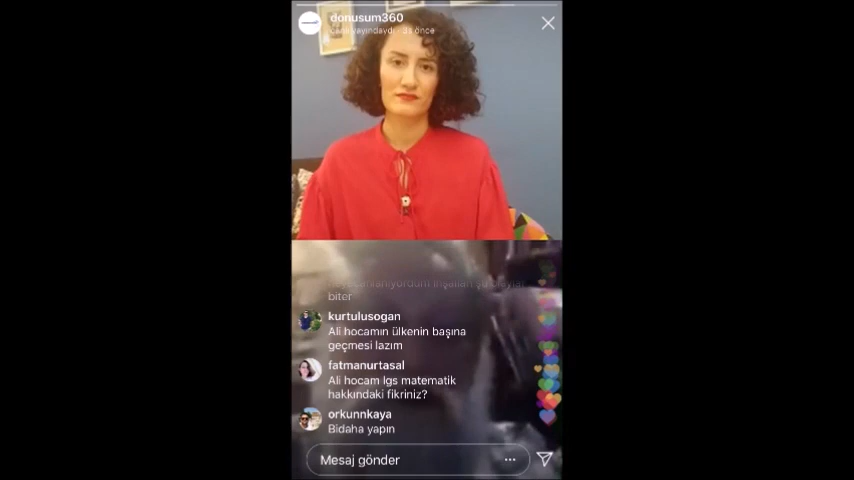 donusum360
canlı yayındaydı · 3s önce
biter
kurtulusogan
Ali hocamın ülkenin başına
geçmesi lazım
fatmanurtasal
Ali hocam lgs matematik
hakkındaki fikriniz?
orkunnkaya
Bidaha yapın
Mesaj gönder